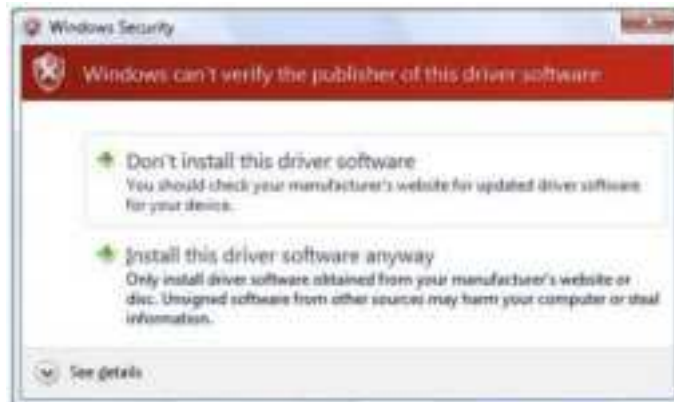 Windows Security
Windows can't verify the publisher of this driver software
Don't install this driver software
You should check your manufacturer's website for updated driver software
for your device.
Install this driver software anyway
Only install driver software obtained from your manufacturer's website or
disc. Unsigned software from other sources may harm your computer or steal
information.
See details